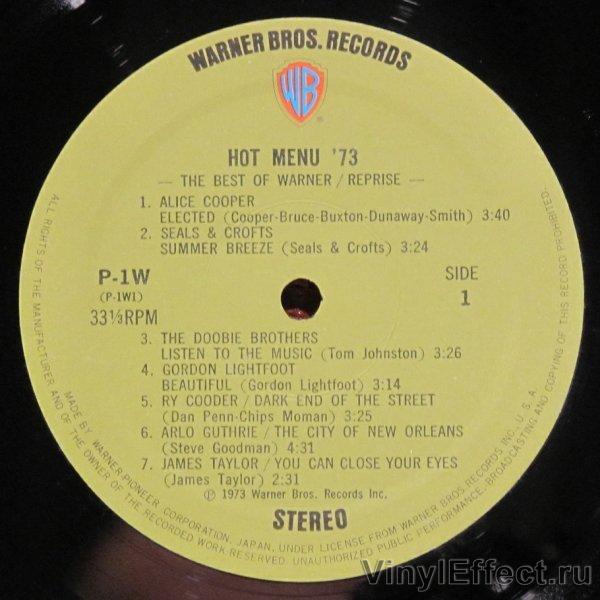 WARNER BROS. RECORDS
WB
®
HOT MENU '73
— THE BEST OF WARNER / REPRISE —
1. ALICE COOPER
ELECTED (Cooper-Bruce-Buxton-Dunaway-Smith) 3:40
2. SEALS & CROFTS
SUMMER BREEZE (Seals & Crofts) 3:24
P-1W
(P-1W1)
33⅓RPM
SIDE
1
3. THE DOOBIE BROTHERS
LISTEN TO THE MUSIC (Tom Johnston) 3:26
4. GORDON LIGHTFOOT
BEAUTIFUL (Gordon Lightfoot) 3:14
5. RY COODER / DARK END OF THE STREET
(Dan Penn-Chips Moman) 3:25
6. ARLO GUTHRIE / THE CITY OF NEW ORLEANS
(Steve Goodman) 4:31
7. JAMES TAYLOR / YOU CAN CLOSE YOUR EYES
(James Taylor) 2:31
℗ 1973 Warner Bros. Records Inc.
STEREO
MADE BY WARNER-PIONEER CORPORATION, JAPAN, UNDER LICENSE FROM WARNER BROS RECORDS INC., U.S.A.
ALL RIGHTS OF THE MANUFACTURER AND OF THE OWNER OF THE RECORDED WORK RESERVED. UNAUTHORIZED PUBLIC PERFORMANCE, BROADCASTING AND COPYING OF THIS RECORD PROHIBITED.
VinylEffect.ru